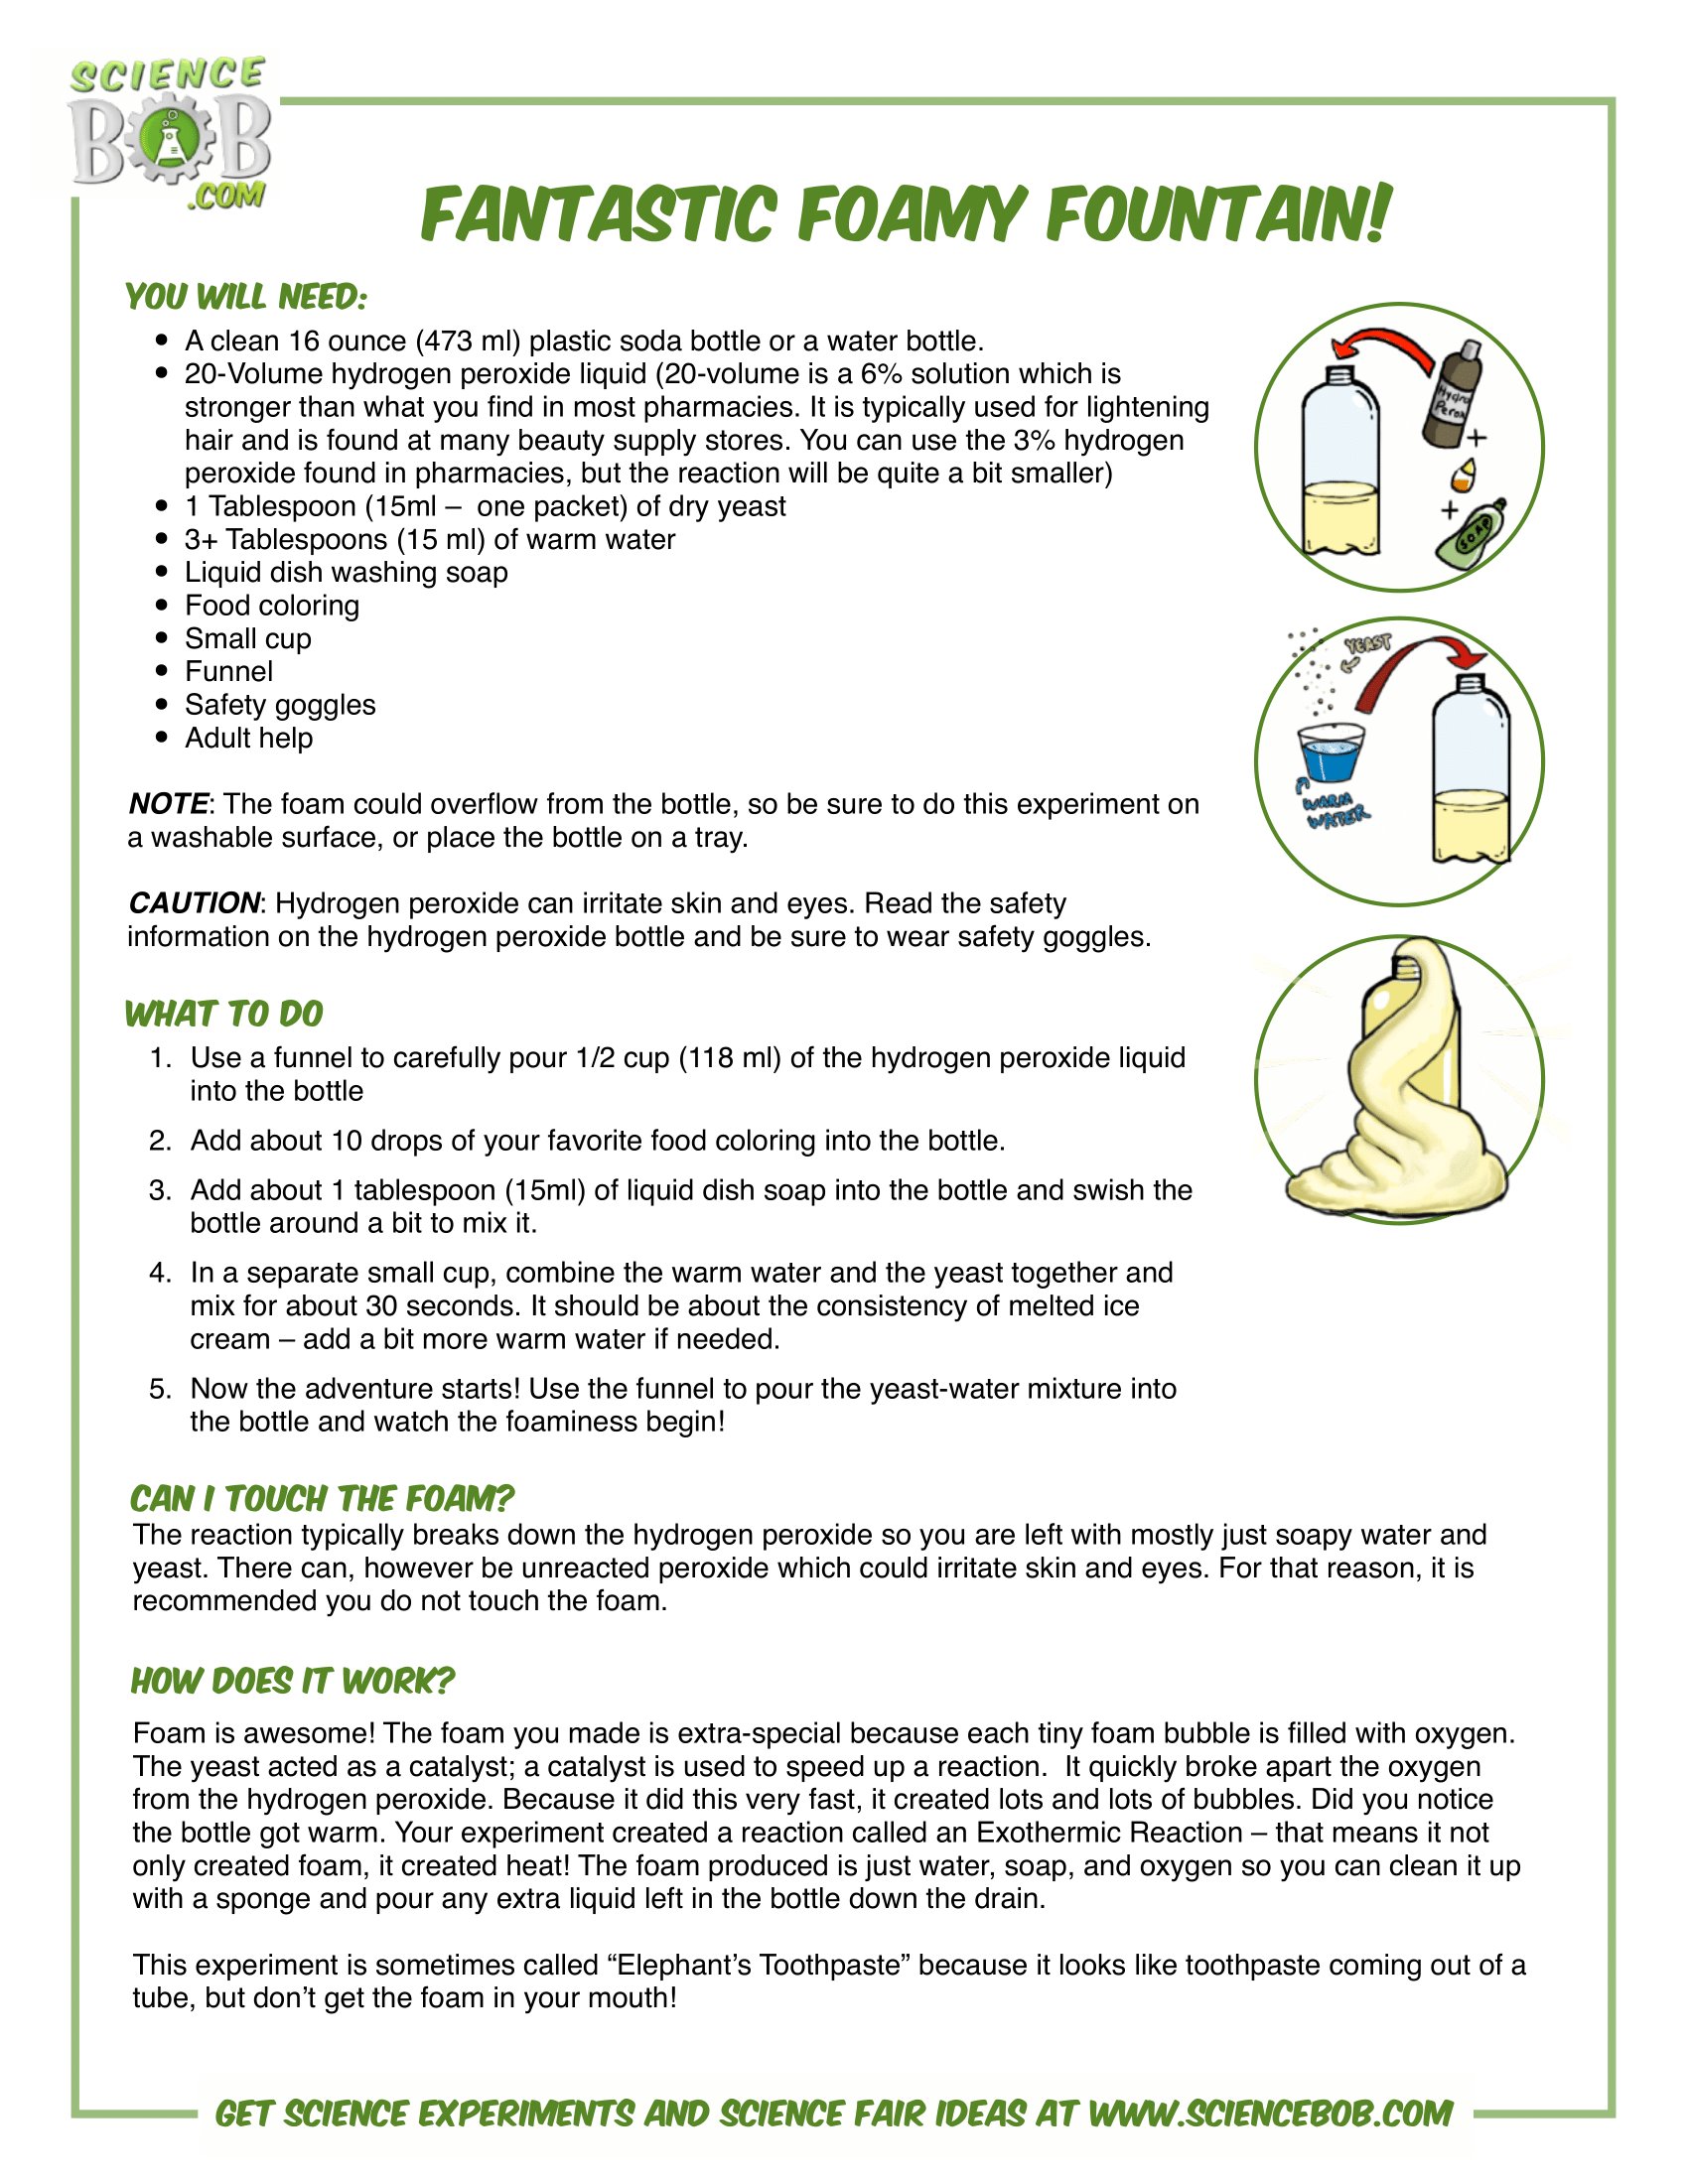 SCIENCE
BOB
.COM
FANTASTIC FOAMY FOUNTAIN!
YOU WILL NEED:
• A clean 16 ounce (473 ml) plastic soda bottle or a water bottle.
• 20-Volume hydrogen peroxide liquid (20-volume is a 6% solution which is
stronger than what you find in most pharmacies. It is typically used for lightening
hair and is found at many beauty supply stores. You can use the 3% hydrogen
peroxide found in pharmacies, but the reaction will be quite a bit smaller)
• 1 Tablespoon (15ml – one packet) of dry yeast
• 3+ Tablespoons (15 ml) of warm water
• Liquid dish washing soap
• Food coloring
• Small cup
• Funnel
• Safety goggles
• Adult help
NOTE: The foam could overflow from the bottle, so be sure to do this experiment on
a washable surface, or place the bottle on a tray.
CAUTION: Hydrogen peroxide can irritate skin and eyes. Read the safety
information on the hydrogen peroxide bottle and be sure to wear safety goggles.
Hydro
Perox
+
+
SOAP
YEAST
WARM
WATER
WHAT TO DO
1. Use a funnel to carefully pour 1/2 cup (118 ml) of the hydrogen peroxide liquid
into the bottle
2. Add about 10 drops of your favorite food coloring into the bottle.
3. Add about 1 tablespoon (15ml) of liquid dish soap into the bottle and swish the
bottle around a bit to mix it.
4. In a separate small cup, combine the warm water and the yeast together and
mix for about 30 seconds. It should be about the consistency of melted ice
cream – add a bit more warm water if needed.
5. Now the adventure starts! Use the funnel to pour the yeast-water mixture into
the bottle and watch the foaminess begin!
CAN I TOUCH THE FOAM?
The reaction typically breaks down the hydrogen peroxide so you are left with mostly just soapy water and
yeast. There can, however be unreacted peroxide which could irritate skin and eyes. For that reason, it is
recommended you do not touch the foam.
HOW DOES IT WORK?
Foam is awesome! The foam you made is extra-special because each tiny foam bubble is filled with oxygen.
The yeast acted as a catalyst; a catalyst is used to speed up a reaction.  It quickly broke apart the oxygen
from the hydrogen peroxide. Because it did this very fast, it created lots and lots of bubbles. Did you notice
the bottle got warm. Your experiment created a reaction called an Exothermic Reaction – that means it not
only created foam, it created heat! The foam produced is just water, soap, and oxygen so you can clean it up
with a sponge and pour any extra liquid left in the bottle down the drain.
This experiment is sometimes called “Elephant’s Toothpaste” because it looks like toothpaste coming out of a
tube, but don’t get the foam in your mouth!
GET SCIENCE EXPERIMENTS AND SCIENCE FAIR IDEAS AT WWW.SCIENCEBOB.COM